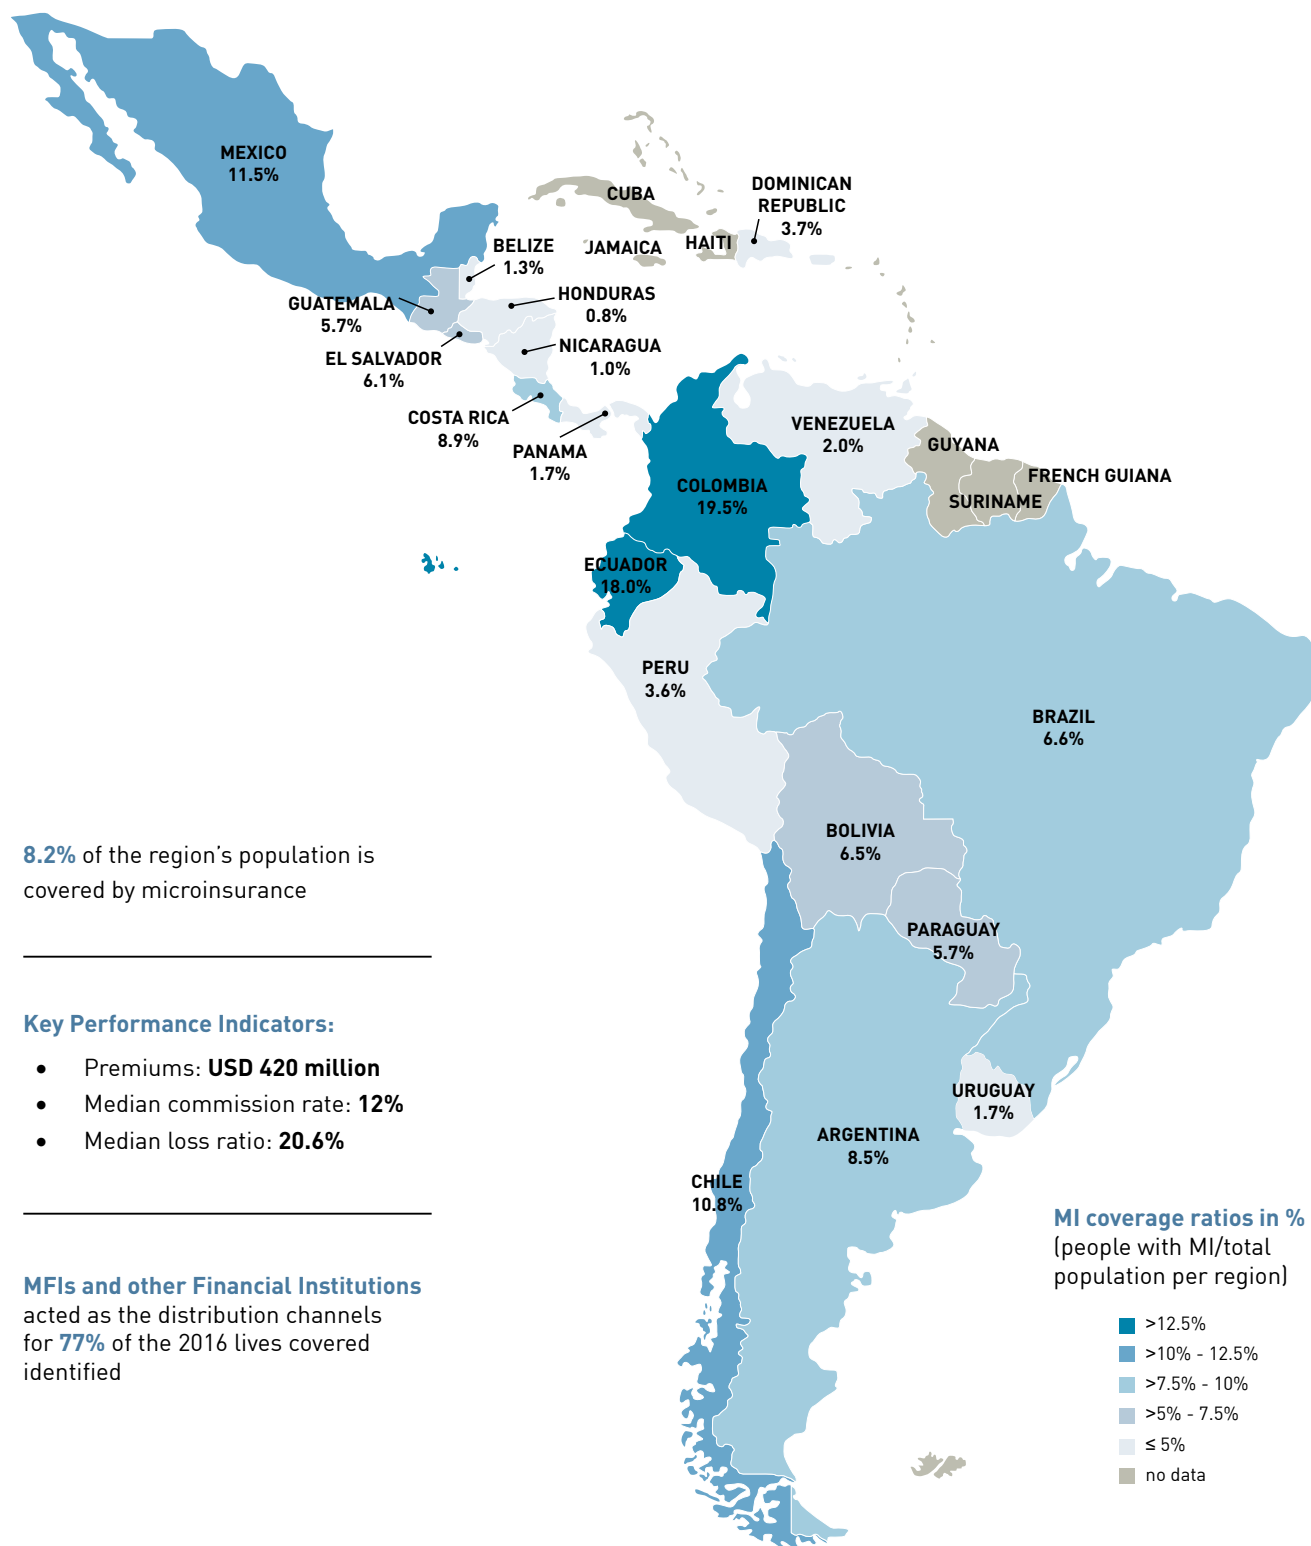 MEXICO
11.5%
CUBA
DOMINICAN
REPUBLIC
3.7%
JAMAICA
HAITI
BELIZE
1.3%
GUATEMALA
5.7%
HONDURAS
0.8%
EL SALVADOR
6.1%
NICARAGUA
1.0%
COSTA RICA
8.9%
PANAMA
1.7%
VENEZUELA
2.0%
GUYANA
FRENCH GUIANA
SURINAME
COLOMBIA
19.5%
ECUADOR
18.0%
PERU
3.6%
BRAZIL
6.6%
BOLIVIA
6.5%
PARAGUAY
5.7%
URUGUAY
1.7%
ARGENTINA
8.5%
CHILE
10.8%
8.2% of the region’s population is
covered by microinsurance
Key Performance Indicators:
• Premiums: USD 420 million
• Median commission rate: 12%
• Median loss ratio: 20.6%
MFIs and other Financial Institutions
acted as the distribution channels
for 77% of the 2016 lives covered
identified
MI coverage ratios in %
(people with MI/total
population per region)
>12.5%
>10% - 12.5%
>7.5% - 10%
>5% - 7.5%
≤ 5%
no data